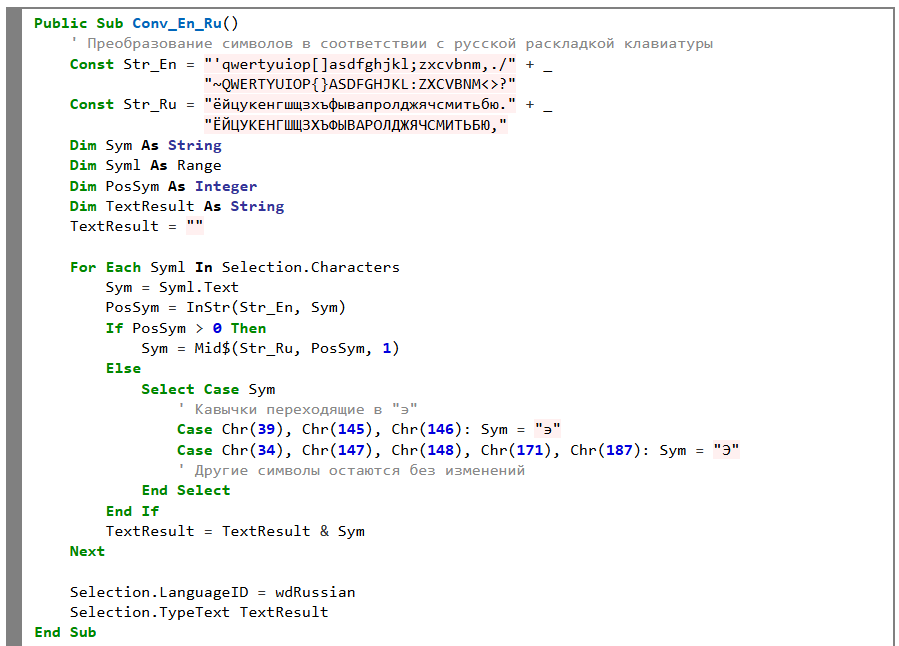 Public Sub Conv_En_Ru()
    ' Преобразование символов в соответствии с русской раскладкой клавиатуры
    Const Str_En = "'qwertyuiop[]asdfghjkl;zxcvbnm,./" + _
                   "~QWERTYUIOP{}ASDFGHJKL:ZXCVBNM<>?"
    Const Str_Ru = "ёйцукенгшщзхъфывапролджячсмитьбю." + _
                   "ЁЙЦУКЕНГШЩЗХЪФЫВАРОЛДЖЯЧСМИТЬБЮ,"
    Dim Sym As String
    Dim Syml As Range
    Dim PosSym As Integer
    Dim TextResult As String
    TextResult = ""
    For Each Syml In Selection.Characters
        Sym = Syml.Text
        PosSym = InStr(Str_En, Sym)
        If PosSym > 0 Then
            Sym = Mid$(Str_Ru, PosSym, 1)
        Else
            Select Case Sym
                ' Кавычки переходящие в "э"
                Case Chr(39), Chr(145), Chr(146): Sym = "э"
                Case Chr(34), Chr(147), Chr(148), Chr(171), Chr(187): Sym = "Э"
                ' Другие символы остаются без изменений
            End Select
        End If
        TextResult = TextResult & Sym
    Next
    Selection.LanguageID = wdRussian
    Selection.TypeText TextResult
End Sub